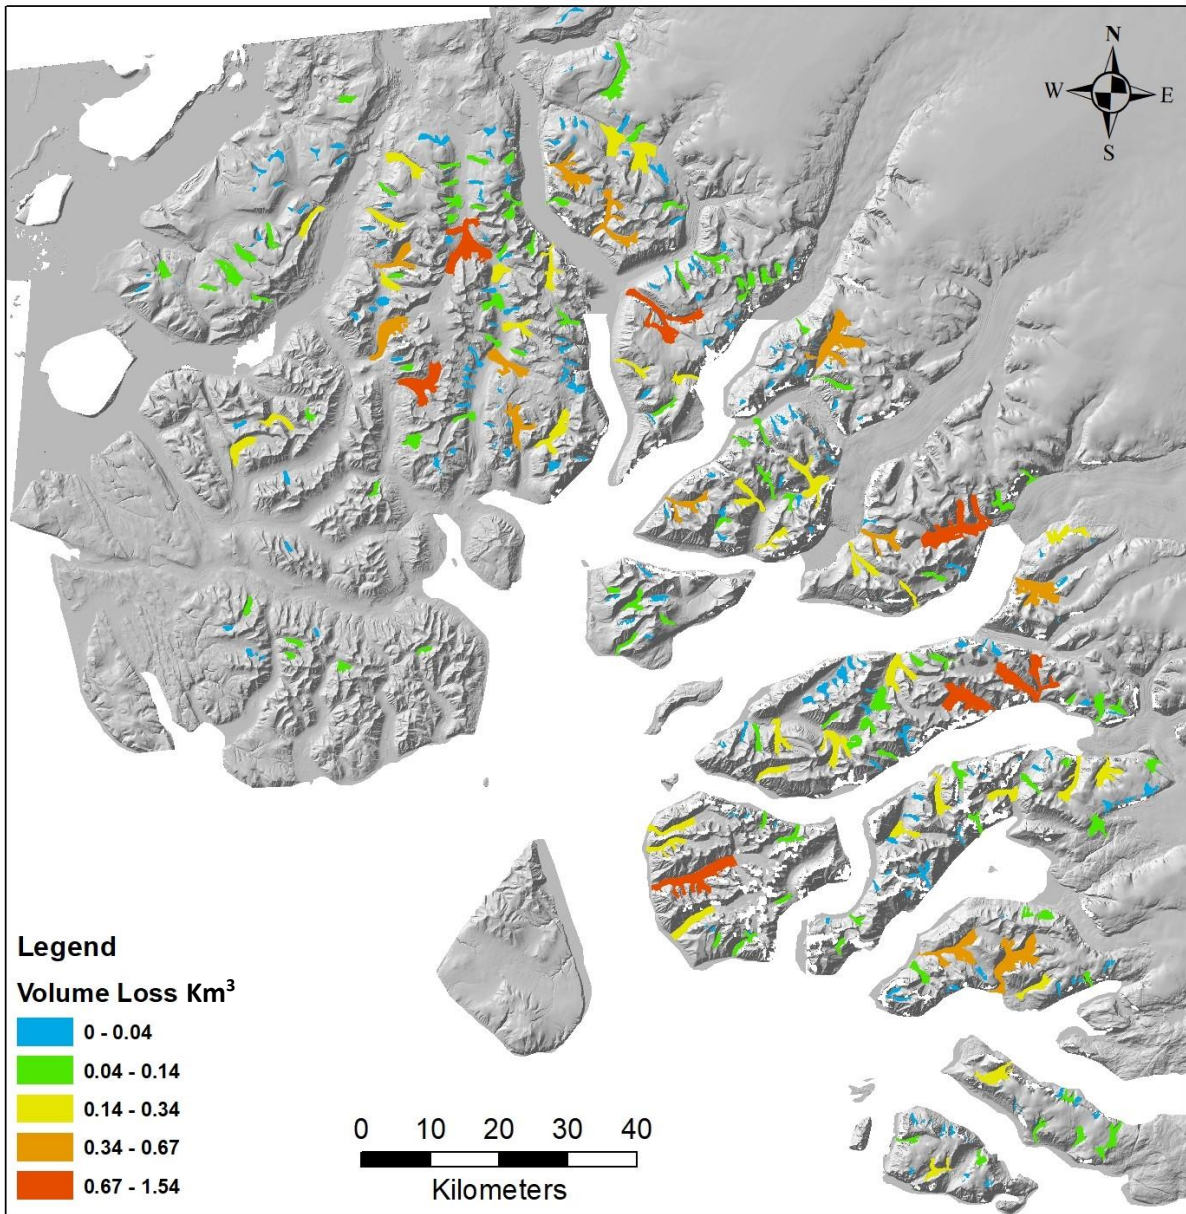 N
W E
S
Legend
Volume Loss Km³
0 - 0.04
0.04 - 0.14
0.14 - 0.34
0.34 - 0.67
0.67 - 1.54
0 10 20 30 40
Kilometers